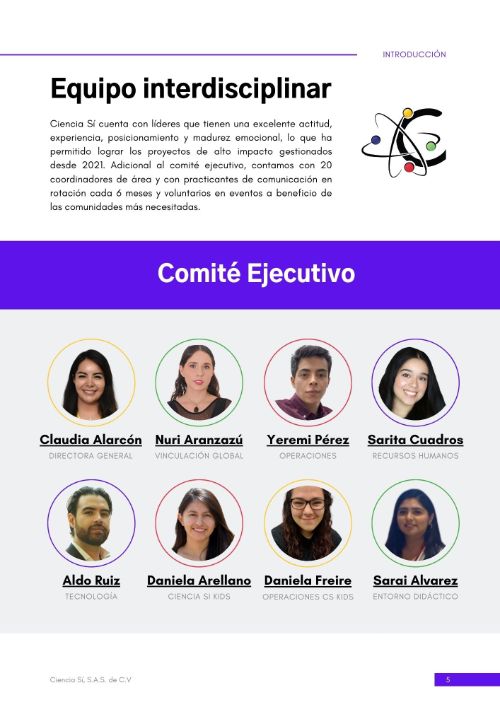 INTRODUCCIÓN
Equipo interdisciplinar
Ciencia Sí cuenta con líderes que tienen una excelente actitud,
experiencia, posicionamiento y madurez emocional, lo que ha
permitido lograr los proyectos de alto impacto gestionados
desde 2021. Adicional al comité ejecutivo, contamos con 20
coordinadores de área y con practicantes de comunicación en
rotación cada 6 meses y voluntarios en eventos a beneficio de
las comunidades más necesitadas.
Comité Ejecutivo
Claudia Alarcón Nuri Aranzazú Yeremi Pérez Sarita Cuadros
DIRECTORA GENERAL VINCULACIÓN GLOBAL OPERACIONES RECURSOS HUMANOS
Aldo Ruiz Daniela Arellano Daniela Freire Sarai Alvarez
TECNOLOGÍA CIENCIA SI KIDS OPERACIONES CS KIDS ENTORNO DIDÁCTICO
Ciencia Sí, S.A.S. de C.V 5